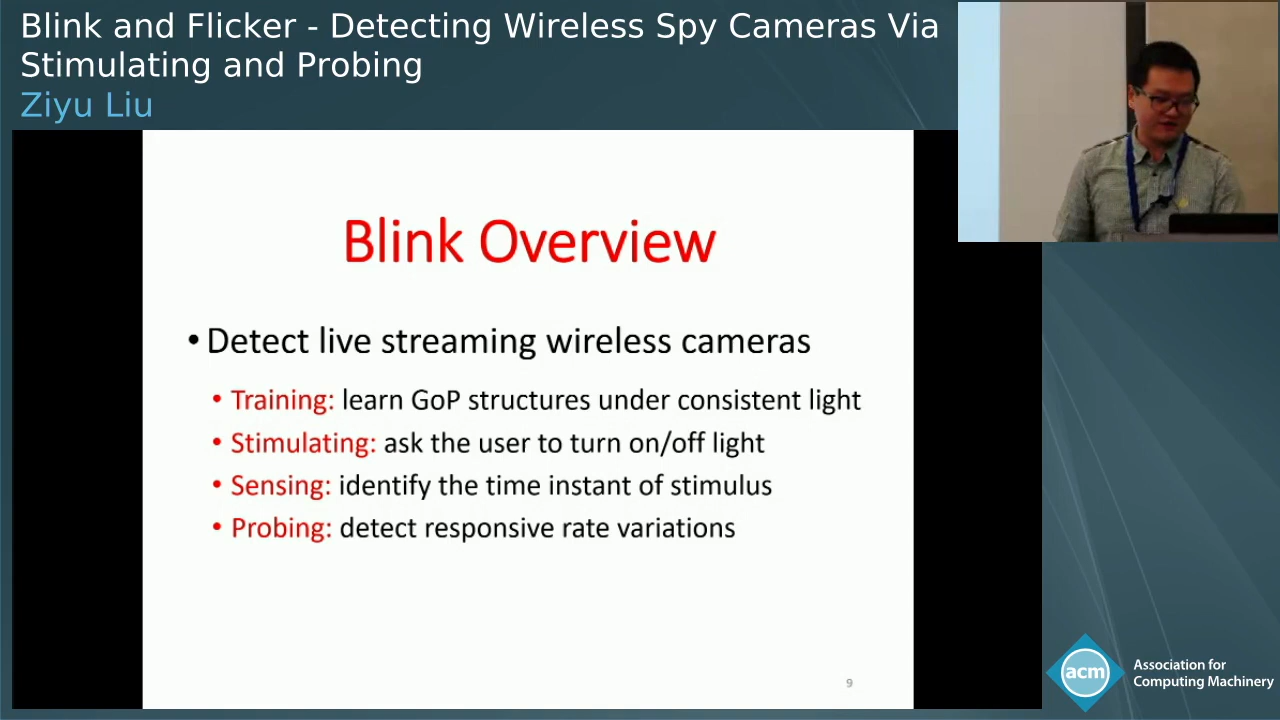 Blink and Flicker - Detecting Wireless Spy Cameras Via
Stimulating and Probing
Ziyu Liu
Blink Overview
• Detect live streaming wireless cameras
• Training: learn GoP structures under consistent light
• Stimulating: ask the user to turn on/off light
• Sensing: identify the time instant of stimulus
• Probing: detect responsive rate variations
9
acm
Association for
Computing Machinery